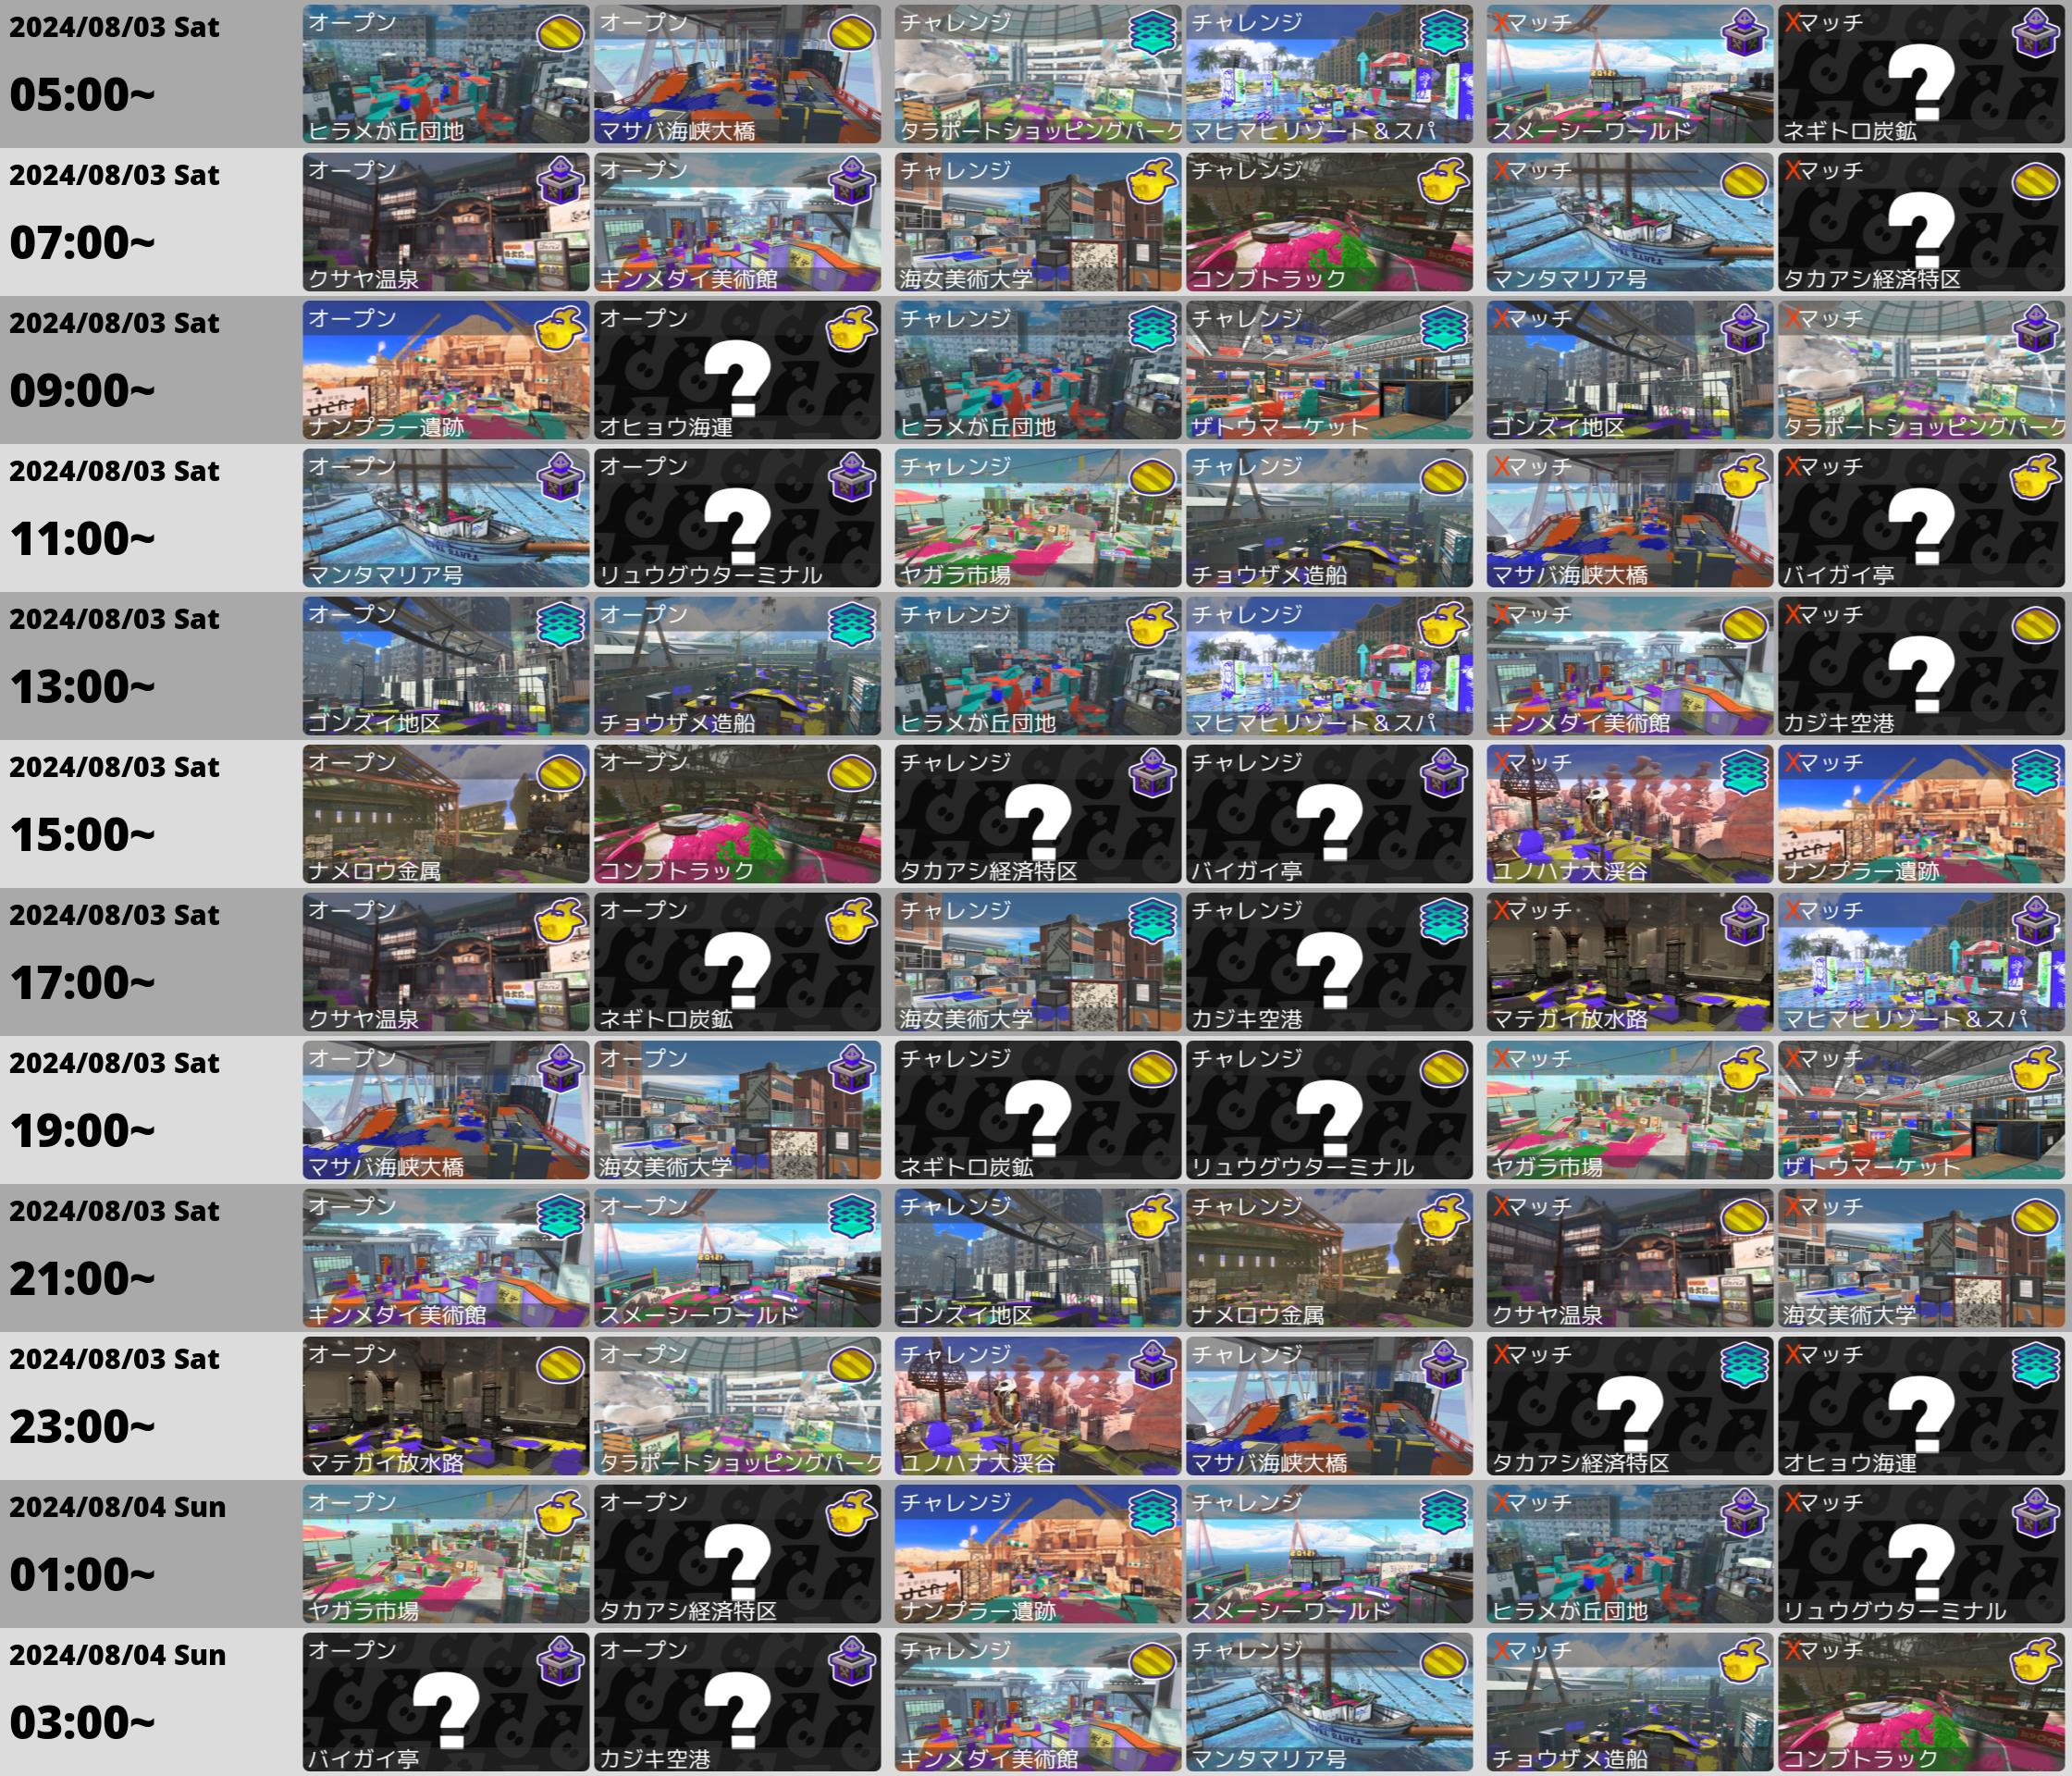 2024/08/03 Sat
05:00~
オープン
ヒラメが丘団地
オープン
マサバ海峡大橋
チャレンジ
タラポートショッピングパーク
チャレンジ
マヒマヒリゾート＆スパ
Xマッチ
スメーシーワールド
Xマッチ
ネギトロ炭鉱
2024/08/03 Sat
07:00~
オープン
クサヤ温泉
オープン
キンメダイ美術館
チャレンジ
海女美術大学
チャレンジ
コンブトラック
Xマッチ
マンタマリア号
Xマッチ
タカアシ経済特区
2024/08/03 Sat
09:00~
オープン
ナンプラー遺跡
オープン
オヒョウ海運
チャレンジ
ヒラメが丘団地
チャレンジ
ザトウマーケット
Xマッチ
ゴンズイ地区
Xマッチ
タラポートショッピングパーク
2024/08/03 Sat
11:00~
オープン
マンタマリア号
オープン
リュウグウターミナル
チャレンジ
ヤガラ市場
チャレンジ
チョウザメ造船
Xマッチ
マサバ海峡大橋
Xマッチ
バイガイ亭
2024/08/03 Sat
13:00~
オープン
ゴンズイ地区
オープン
チョウザメ造船
チャレンジ
ヒラメが丘団地
チャレンジ
マヒマヒリゾート＆スパ
Xマッチ
キンメダイ美術館
Xマッチ
カジキ空港
2024/08/03 Sat
15:00~
オープン
ナメロウ金属
オープン
コンブトラック
チャレンジ
タカアシ経済特区
チャレンジ
バイガイ亭
Xマッチ
ユノハナ大渓谷
Xマッチ
ナンプラー遺跡
2024/08/03 Sat
17:00~
オープン
クサヤ温泉
オープン
ネギトロ炭鉱
チャレンジ
海女美術大学
チャレンジ
カジキ空港
Xマッチ
マテガイ放水路
Xマッチ
マヒマヒリゾート＆スパ
2024/08/03 Sat
19:00~
オープン
マサバ海峡大橋
オープン
海女美術大学
チャレンジ
ネギトロ炭鉱
チャレンジ
リュウグウターミナル
Xマッチ
ヤガラ市場
Xマッチ
ザトウマーケット
2024/08/03 Sat
21:00~
オープン
キンメダイ美術館
オープン
スメーシーワールド
チャレンジ
ゴンズイ地区
チャレンジ
ナメロウ金属
Xマッチ
クサヤ温泉
Xマッチ
海女美術大学
2024/08/03 Sat
23:00~
オープン
マテガイ放水路
オープン
タラポートショッピングパーク
チャレンジ
ユノハナ大渓谷
チャレンジ
マサバ海峡大橋
Xマッチ
タカアシ経済特区
Xマッチ
オヒョウ海運
2024/08/04 Sun
01:00~
オープン
ヤガラ市場
オープン
タカアシ経済特区
チャレンジ
ナンプラー遺跡
チャレンジ
スメーシーワールド
Xマッチ
ヒラメが丘団地
Xマッチ
リュウグウターミナル
2024/08/04 Sun
03:00~
オープン
バイガイ亭
オープン
カジキ空港
チャレンジ
キンメダイ美術館
チャレンジ
マンタマリア号
Xマッチ
チョウザメ造船
Xマッチ
コンブトラック